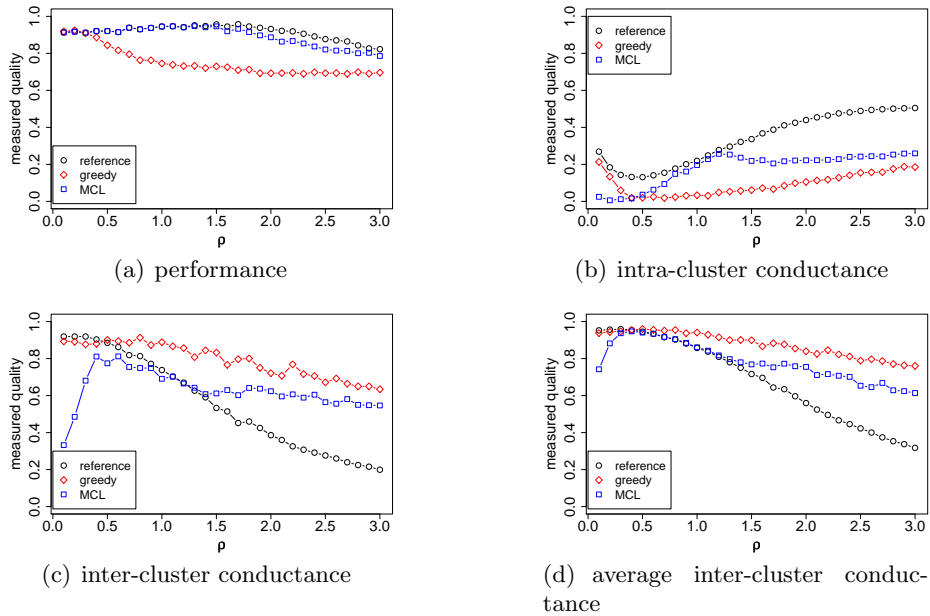 measured quality
0.0 0.2 0.4 0.6 0.8 1.0
reference
greedy
MCL
0.0 0.5 1.0 1.5 2.0 2.5 3.0
ρ
(a) performance
measured quality
0.0 0.2 0.4 0.6 0.8 1.0
reference
greedy
MCL
0.0 0.5 1.0 1.5 2.0 2.5 3.0
ρ
(b) intra-cluster conductance
measured quality
0.0 0.2 0.4 0.6 0.8 1.0
reference
greedy
MCL
0.0 0.5 1.0 1.5 2.0 2.5 3.0
ρ
(c) inter-cluster conductance
measured quality
0.0 0.2 0.4 0.6 0.8 1.0
reference
greedy
MCL
0.0 0.5 1.0 1.5 2.0 2.5 3.0
ρ
(d) average inter-cluster conduc-
tance